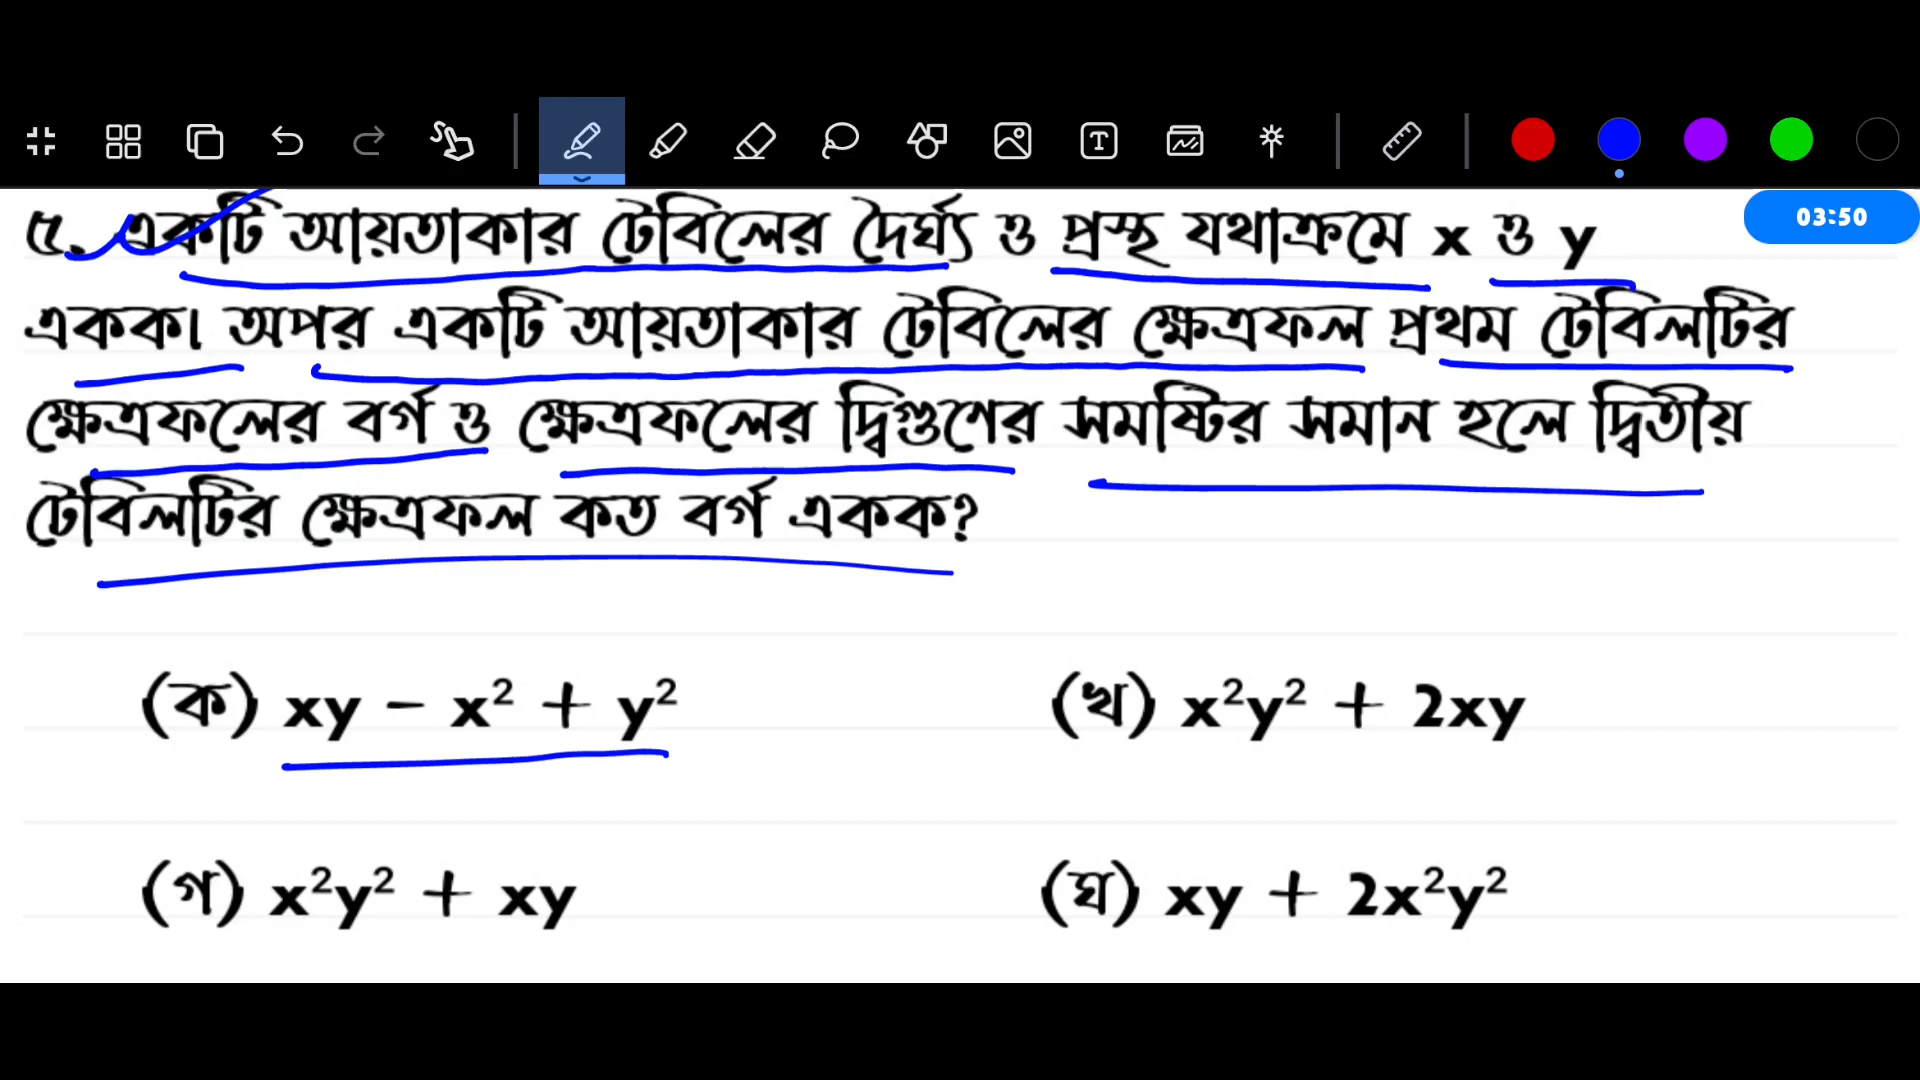 03:50
৫. একটি আয়তাকার টেবিলের দৈর্ঘ্য ও প্রস্থ যথাক্রমে x ও y
একক। অপর একটি আয়তাকার টেবিলের ক্ষেত্রফল প্রথম টেবিলটির
ক্ষেত্রফলের বর্গ ও ক্ষেত্রফলের দ্বিগুণের সমষ্টির সমান হলে দ্বিতীয়
টেবিলটির ক্ষেত্রফল কত বর্গ একক?
(ক) xy − x² + y²
(খ) x²y² + 2xy
(গ) x²y² + xy
(ঘ) xy + 2x²y²